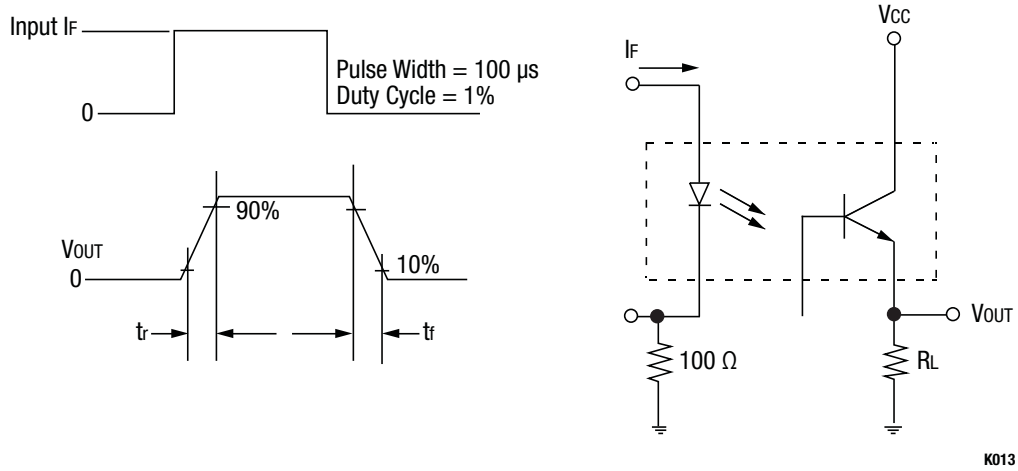 Input IF
0
Pulse Width = 100 µs
Duty Cycle = 1%
90%
VOUT
0
10%
tr
tf
VCC
IF
VOUT
100 Ω
RL
K013